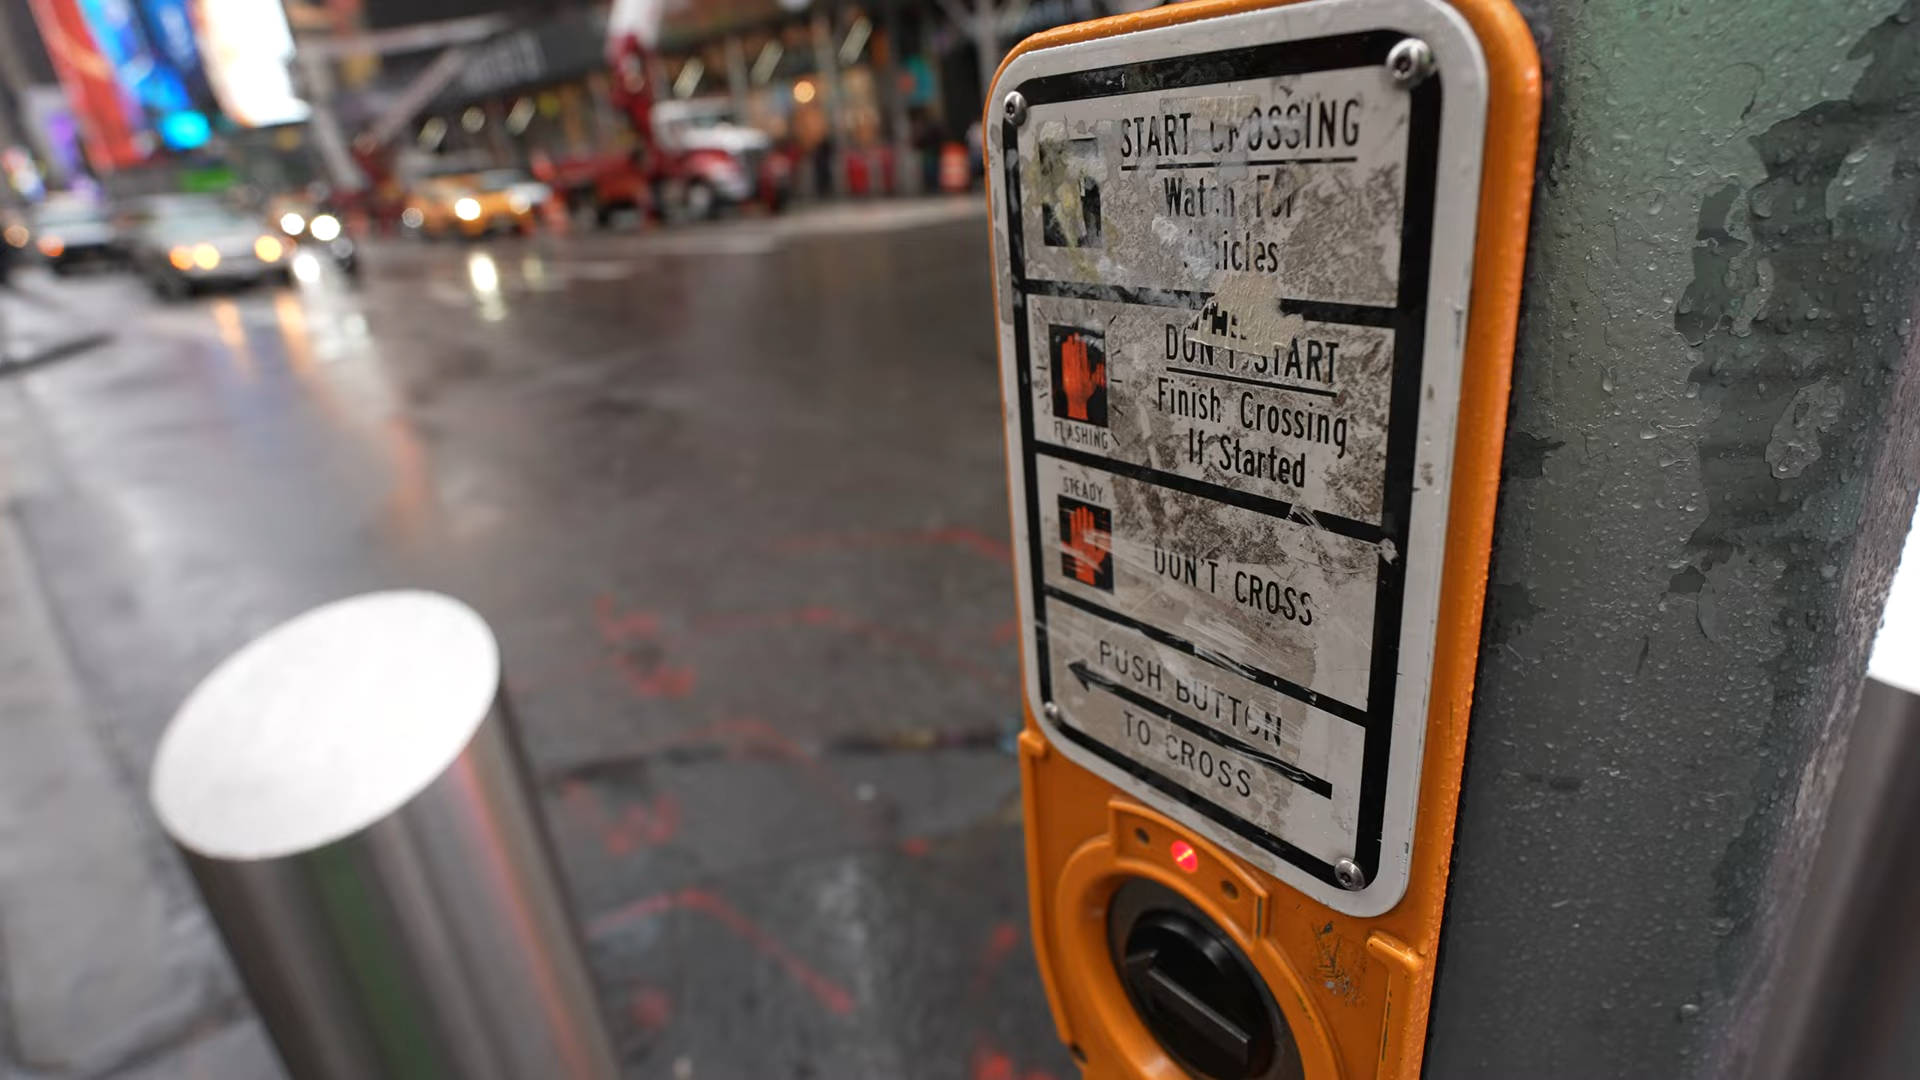 START CROSSING
Watch For
Vehicles
DON'T START
Finish Crossing
If Started
FLASHING
STEADY
DON'T CROSS
PUSH BUTTON
TO CROSS